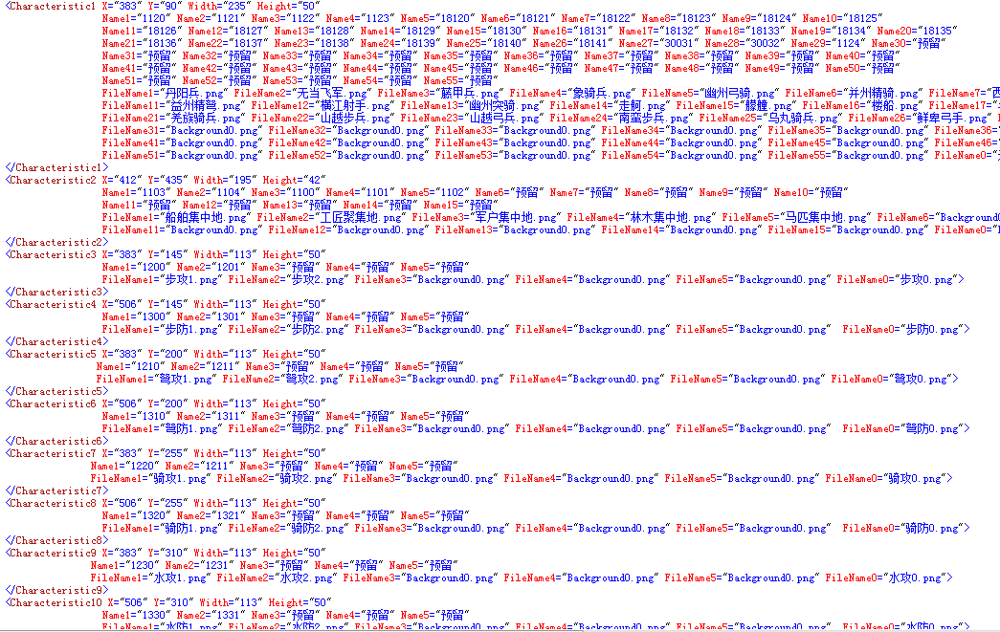 <Characteristic1 X="383" Y="90" Width="235" Height="50"
Name1="1120" Name2="1121" Name3="1122" Name4="1123" Name5="18120" Name6="18121" Name7="18122" Name8="18123" Name9="18124" Name10="18125"
Name11="18126" Name12="18127" Name13="18128" Name14="18129" Name15="18130" Name16="18131" Name17="18132" Name18="18133" Name19="18134" Name20="18135"
Name21="18136" Name22="18137" Name23="18138" Name24="18139" Name25="18140" Name26="18141" Name27="30031" Name28="30032" Name29="1124" Name30="预留"
Name31="预留" Name32="预留" Name33="预留" Name34="预留" Name35="预留" Name36="预留" Name37="预留" Name38="预留" Name39="预留" Name40="预留"
Name41="预留" Name42="预留" Name43="预留" Name44="预留" Name45="预留" Name46="预留" Name47="预留" Name48="预留" Name49="预留" Name50="预留"
Name51="预留" Name52="预留" Name53="预留" Name54="预留" Name55="预留"
FileName1="丹阳兵.png" FileName2="无当飞军.png" FileName3="藤甲兵.png" FileName4="象骑兵.png" FileName5="幽州弓骑.png" FileName6="并州精骑.png" FileName7="西
FileName11="益州精弩.png" FileName12="横江射手.png" FileName13="幽州突骑.png" FileName14="走舸.png" FileName15="艨艟.png" FileName16="楼船.png" FileName17="
FileName21="羌族骑兵.png" FileName22="山越步兵.png" FileName23="山越弓兵.png" FileName24="南蛮步兵.png" FileName25="乌丸骑兵.png" FileName26="鲜卑弓手.png"
FileName31="Background0.png" FileName32="Background0.png" FileName33="Background0.png" FileName34="Background0.png" FileName35="Background0.png" FileName36="
FileName41="Background0.png" FileName42="Background0.png" FileName43="Background0.png" FileName44="Background0.png" FileName45="Background0.png" FileName46="
FileName51="Background0.png" FileName52="Background0.png" FileName53="Background0.png" FileName54="Background0.png" FileName55="Background0.png" FileName0="
</Characteristic1>
<Characteristic2 X="412" Y="435" Width="195" Height="42"
Name1="1103" Name2="1104" Name3="1100" Name4="1101" Name5="1102" Name6="预留" Name7="预留" Name8="预留" Name9="预留" Name10="预留"
Name11="预留" Name12="预留" Name13="预留" Name14="预留" Name15="预留"
FileName1="船舶集中地.png" FileName2="工匠聚集地.png" FileName3="军户集中地.png" FileName4="林木集中地.png" FileName5="马匹集中地.png" FileName6="Background
FileName11="Background0.png" FileName12="Background0.png" FileName13="Background0.png" FileName14="Background0.png" FileName15="Background0.png" FileName0="
</Characteristic2>
<Characteristic3 X="383" Y="145" Width="113" Height="50"
Name1="1200" Name2="1201" Name3="预留" Name4="预留" Name5="预留"
FileName1="步攻1.png" FileName2="步攻2.png" FileName3="Background0.png" FileName4="Background0.png" FileName5="Background0.png" FileName0="步攻0.png">
</Characteristic3>
<Characteristic4 X="506" Y="145" Width="113" Height="50"
Name1="1300" Name2="1301" Name3="预留" Name4="预留" Name5="预留"
FileName1="步防1.png" FileName2="步防2.png" FileName3="Background0.png" FileName4="Background0.png" FileName5="Background0.png" FileName0="步防0.png">
</Characteristic4>
<Characteristic5 X="383" Y="200" Width="113" Height="50"
Name1="1210" Name2="1211" Name3="预留" Name4="预留" Name5="预留"
FileName1="弩攻1.png" FileName2="弩攻2.png" FileName3="Background0.png" FileName4="Background0.png" FileName5="Background0.png" FileName0="弩攻0.png">
</Characteristic5>
<Characteristic6 X="506" Y="200" Width="113" Height="50"
Name1="1310" Name2="1311" Name3="预留" Name4="预留" Name5="预留"
FileName1="弩防1.png" FileName2="弩防2.png" FileName3="Background0.png" FileName4="Background0.png" FileName5="Background0.png" FileName0="弩防0.png">
</Characteristic6>
<Characteristic7 X="383" Y="255" Width="113" Height="50"
Name1="1220" Name2="1211" Name3="预留" Name4="预留" Name5="预留"
FileName1="骑攻1.png" FileName2="骑攻2.png" FileName3="Background0.png" FileName4="Background0.png" FileName5="Background0.png" FileName0="骑攻0.png">
</Characteristic7>
<Characteristic8 X="506" Y="255" Width="113" Height="50"
Name1="1320" Name2="1321" Name3="预留" Name4="预留" Name5="预留"
FileName1="骑防1.png" FileName2="骑防2.png" FileName3="Background0.png" FileName4="Background0.png" FileName5="Background0.png" FileName0="骑防0.png">
</Characteristic8>
<Characteristic9 X="383" Y="310" Width="113" Height="50"
Name1="1230" Name2="1231" Name3="预留" Name4="预留" Name5="预留"
FileName1="水攻1.png" FileName2="水攻2.png" FileName3="Background0.png" FileName4="Background0.png" FileName5="Background0.png" FileName0="水攻0.png">
</Characteristic9>
<Characteristic10 X="506" Y="310" Width="113" Height="50"
Name1="1330" Name2="1331" Name3="预留" Name4="预留" Name5="预留"
FileName1="水防1.png" FileName2="水防2.png" FileName3="Background0.png" FileName4="Background0.png" FileName5="Background0.png" FileName0="水防0.png">